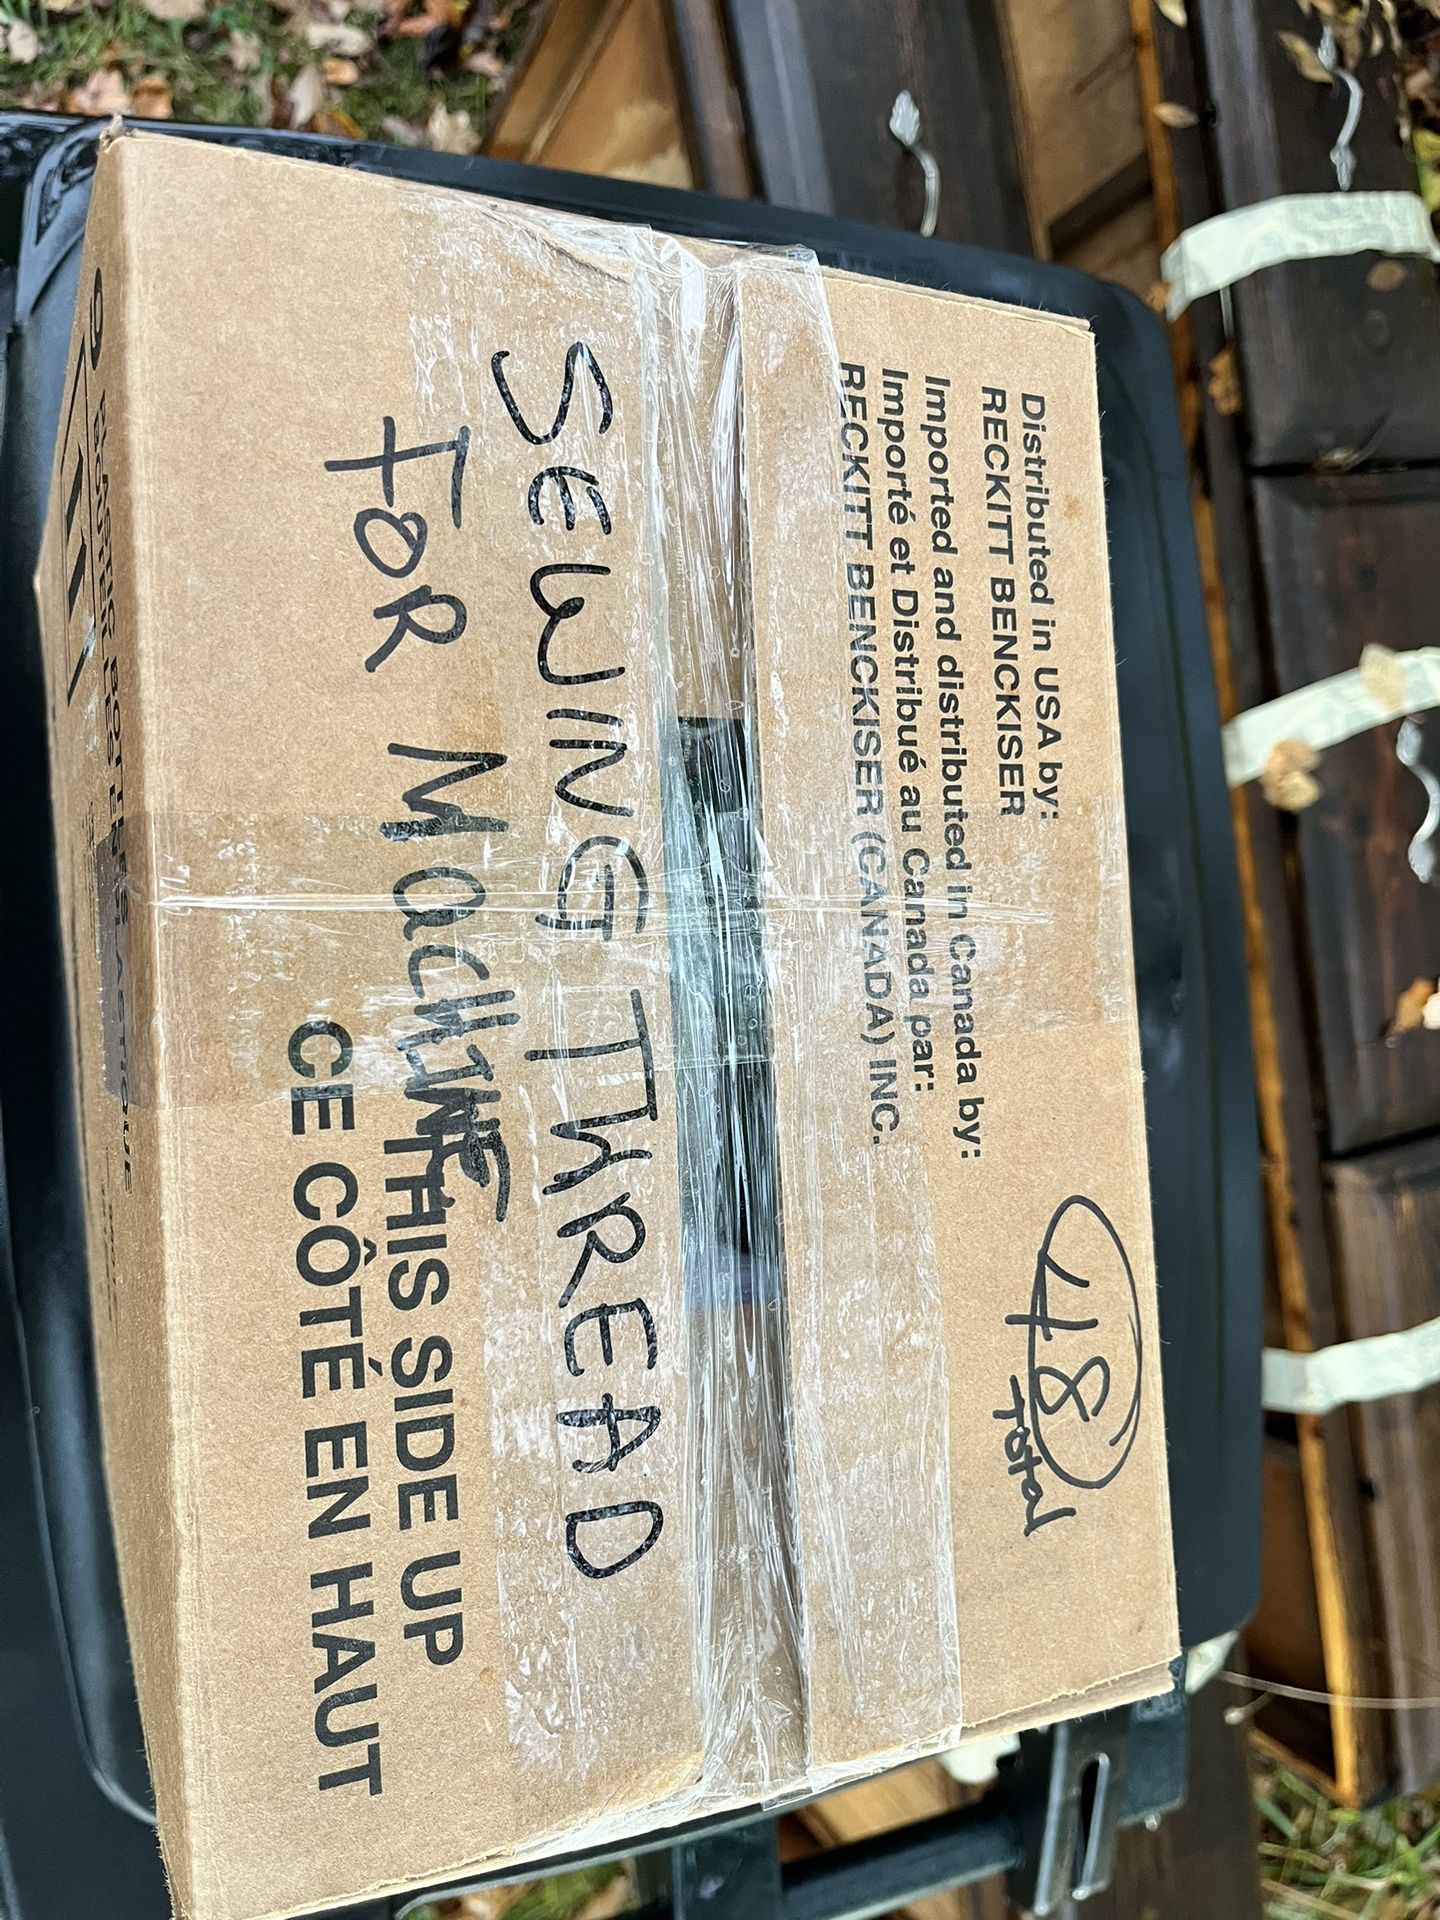 Distributed in USA by:
RECKITT BENCKISER
Imported and distributed in Canada by:
Importé et Distribué au Canada par:
RECKITT BENCKISER (CANADA) INC.
48
Total
SEWING THREAD
FOR MaCHINE
THIS SIDE UP
CE CÔTÉ EN HAUT